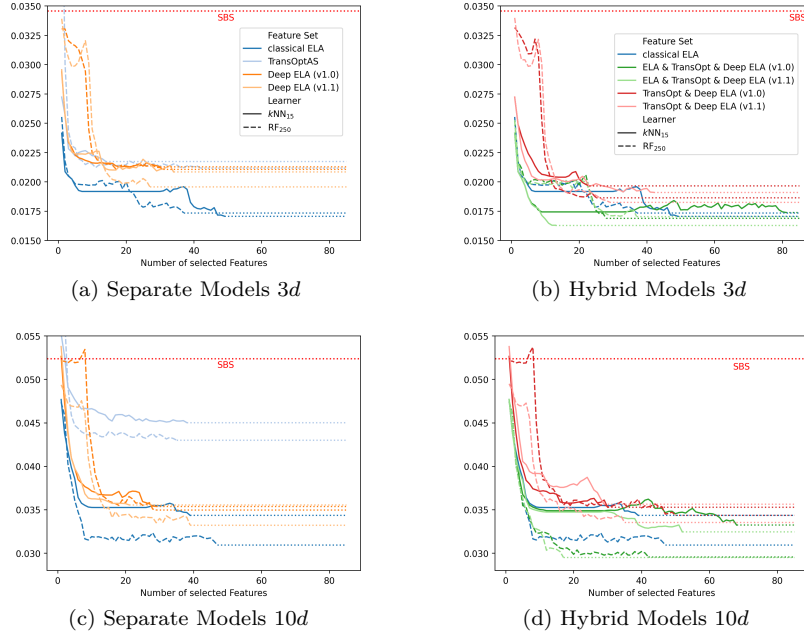 0.0350
0.0325
0.0300
0.0275
0.0250
0.0225
0.0200
0.0175
0.0150
SBS
Feature Set
classical ELA
TransOptAS
Deep ELA (v1.0)
Deep ELA (v1.1)
Learner
kNN₁₅
RF₂₅₀
0 20 40 60 80
Number of selected Features
(a) Separate Models 3d
0.0350
0.0325
0.0300
0.0275
0.0250
0.0225
0.0200
0.0175
0.0150
SBS
Feature Set
classical ELA
ELA & TransOpt & Deep ELA (v1.0)
ELA & TransOpt & Deep ELA (v1.1)
TransOpt & Deep ELA (v1.0)
TransOpt & Deep ELA (v1.1)
Learner
kNN₁₅
RF₂₅₀
0 20 40 60 80
Number of selected Features
(b) Hybrid Models 3d
0.055
0.050
0.045
0.040
0.035
0.030
SBS
0 20 40 60 80
Number of selected Features
(c) Separate Models 10d
0.055
0.050
0.045
0.040
0.035
0.030
SBS
0 20 40 60 80
Number of selected Features
(d) Hybrid Models 10d